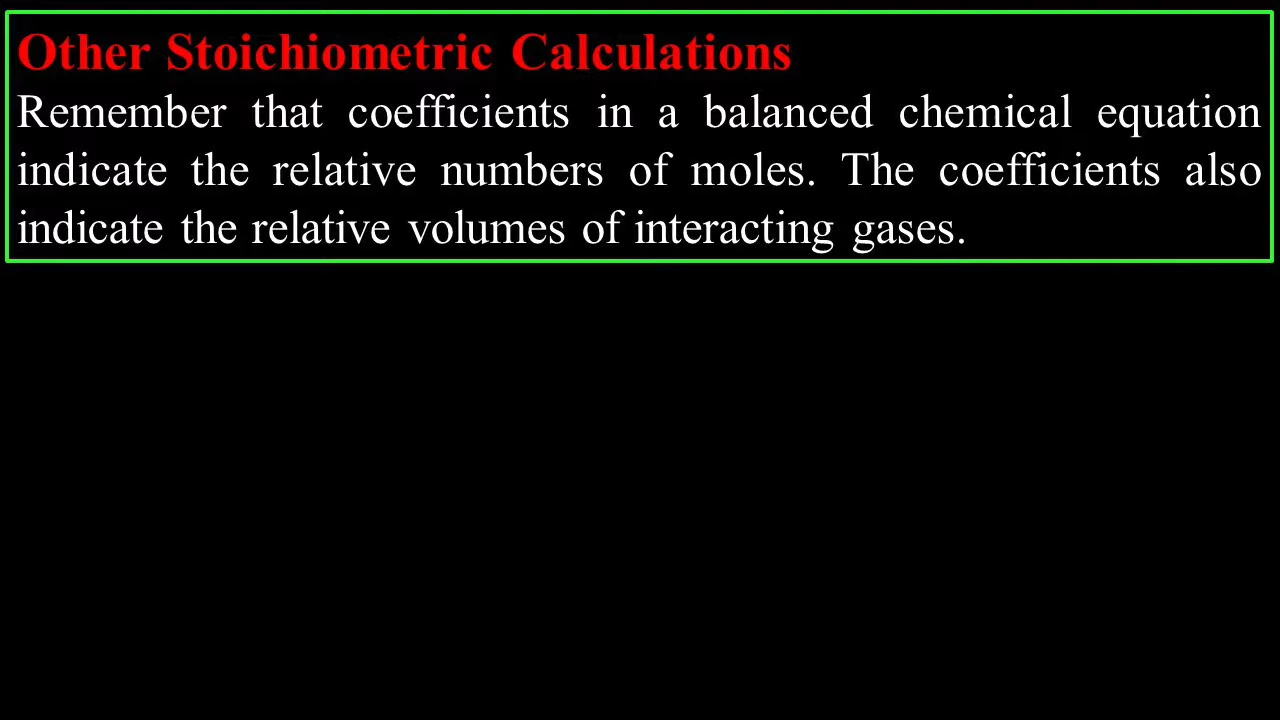 Other Stoichiometric Calculations
Remember that coefficients in a balanced chemical equation
indicate the relative numbers of moles. The coefficients also
indicate the relative volumes of interacting gases.